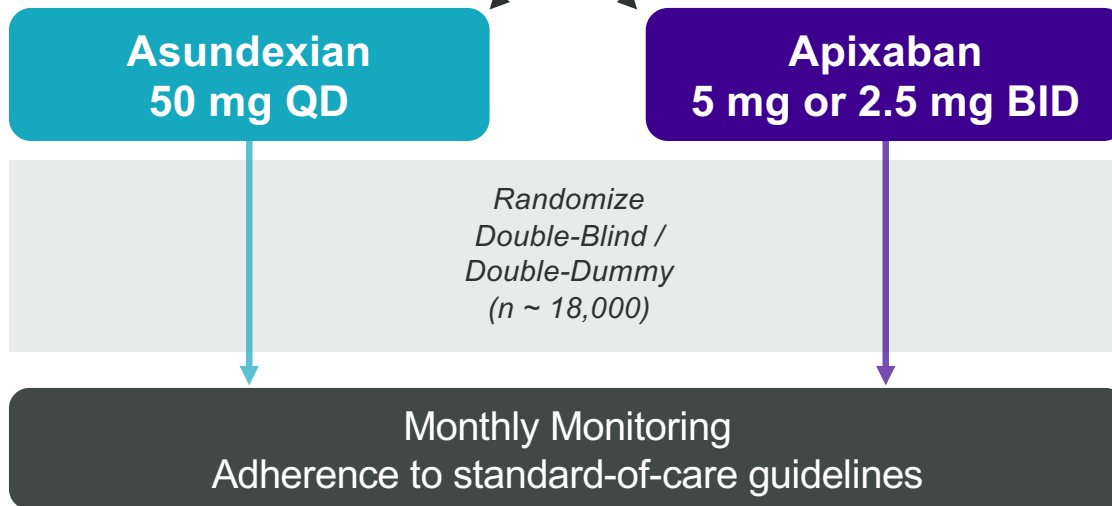 Asundexian
50 mg QD
Apixaban
5 mg or 2.5 mg BID
Randomize
Double-Blind /
Double-Dummy
(n ~ 18,000)
Monthly Monitoring
Adherence to standard-of-care guidelines